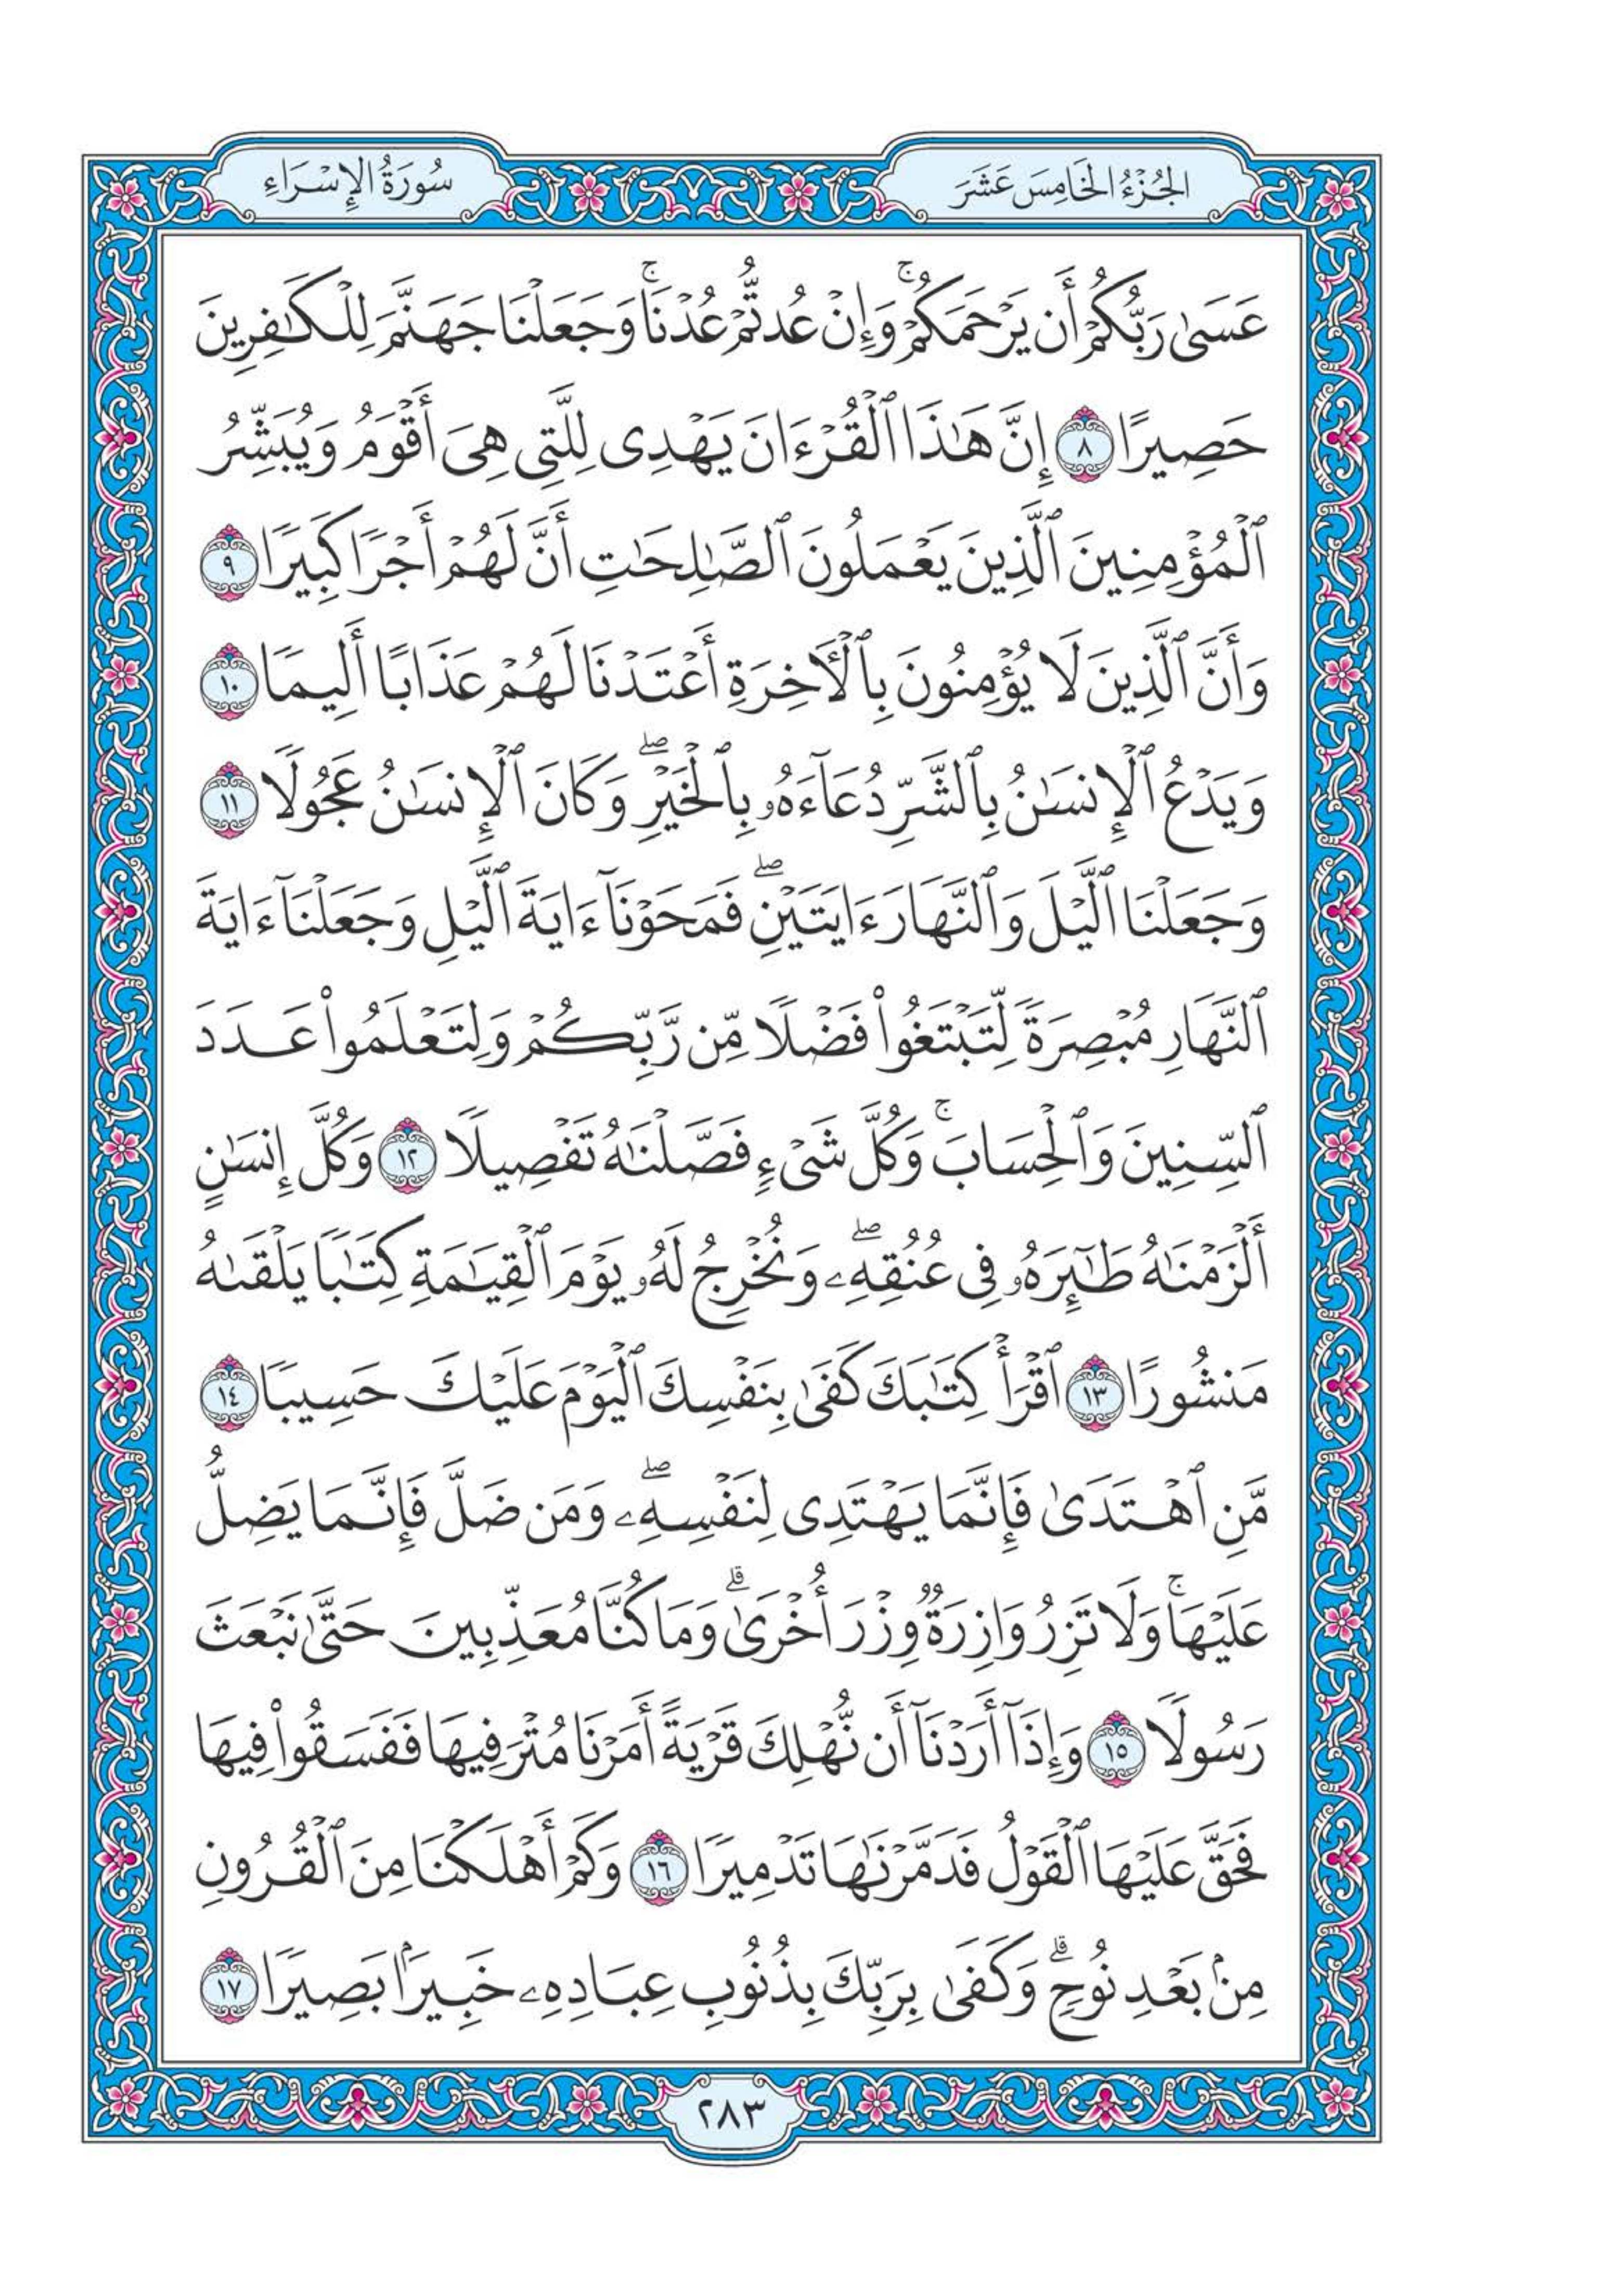 الجُزْءُ الخَامِسَ عَشَرَ
سُورَةُ الإِسْرَاءِ
عَسَىٰ رَبُّكُمْ أَن يَرْحَمَكُمْ ۚ وَإِنْ عُدتُّمْ عُدْنَا ۚ وَجَعَلْنَا جَهَنَّمَ لِلْكَٰفِرِينَ
حَصِيرًا ٨ إِنَّ هَٰذَا ٱلْقُرْءَانَ يَهْدِى لِلَّتِى هِىَ أَقْوَمُ وَيُبَشِّرُ
ٱلْمُؤْمِنِينَ ٱلَّذِينَ يَعْمَلُونَ ٱلصَّٰلِحَٰتِ أَنَّ لَهُمْ أَجْرًا كَبِيرًا ٩
وَأَنَّ ٱلَّذِينَ لَا يُؤْمِنُونَ بِٱلْأَخِرَةِ أَعْتَدْنَا لَهُمْ عَذَابًا أَلِيمًا ١٠
وَيَدْعُ ٱلْإِنسَٰنُ بِٱلشَّرِّ دُعَآءَهُۥ بِٱلْخَيْرِ ۖ وَكَانَ ٱلْإِنسَٰنُ عَجُولًا ١١
وَجَعَلْنَا ٱلَّيْلَ وَٱلنَّهَارَ ءَايَتَيْنِ ۖ فَمَحَوْنَآ ءَايَةَ ٱلَّيْلِ وَجَعَلْنَآ ءَايَةَ
ٱلنَّهَارِ مُبْصِرَةً لِّتَبْتَغُوا۟ فَضْلًا مِّن رَّبِّكُمْ وَلِتَعْلَمُوا۟ عَدَدَ
ٱلسِّنِينَ وَٱلْحِسَابَ ۚ وَكُلَّ شَىْءٍ فَصَّلْنَٰهُ تَفْصِيلًا ١٢ وَكُلَّ إِنسَٰنٍ
أَلْزَمْنَٰهُ طَٰٓئِرَهُۥ فِى عُنُقِهِۦ ۖ وَنُخْرِجُ لَهُۥ يَوْمَ ٱلْقِيَٰمَةِ كِتَٰبًا يَلْقَىٰهُ
مَنشُورًا ١٣ ٱقْرَأْ كِتَٰبَكَ كَفَىٰ بِنَفْسِكَ ٱلْيَوْمَ عَلَيْكَ حَسِيبًا ١٤
مَّنِ ٱهْتَدَىٰ فَإِنَّمَا يَهْتَدِى لِنَفْسِهِۦ ۖ وَمَن ضَلَّ فَإِنَّمَا يَضِلُّ
عَلَيْهَا ۚ وَلَا تَزِرُ وَازِرَةٌ وِزْرَ أُخْرَىٰ ۗ وَمَا كُنَّا مُعَذِّبِينَ حَتَّىٰ نَبْعَثَ
رَسُولًا ١٥ وَإِذَآ أَرَدْنَآ أَن نُّهْلِكَ قَرْيَةً أَمَرْنَا مُتْرَفِيهَا فَفَسَقُوا۟ فِيهَا
فَحَقَّ عَلَيْهَا ٱلْقَوْلُ فَدَمَّرْنَٰهَا تَدْمِيرًا ١٦ وَكَمْ أَهْلَكْنَا مِنَ ٱلْقُرُونِ
مِنۢ بَعْدِ نُوحٍ ۗ وَكَفَىٰ بِرَبِّكَ بِذُنُوبِ عِبَادِهِۦ خَبِيرًۢا بَصِيرًا ١٧
٢٨٣